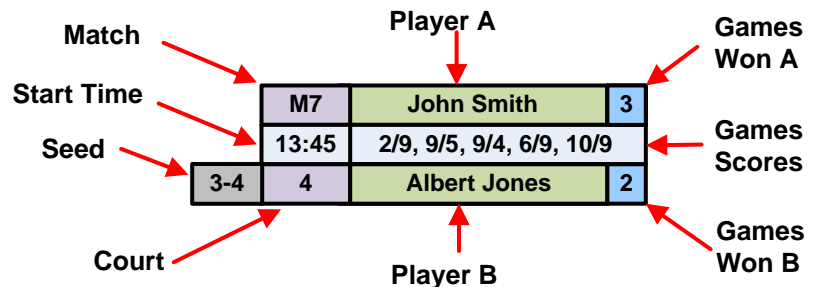 Player A
Match
Games
Won A
Start Time
M7 John Smith 3
13:45 2/9, 9/5, 9/4, 6/9, 10/9
Games
Scores
Seed
3-4 4 Albert Jones 2
Court
Player B
Games
Won B